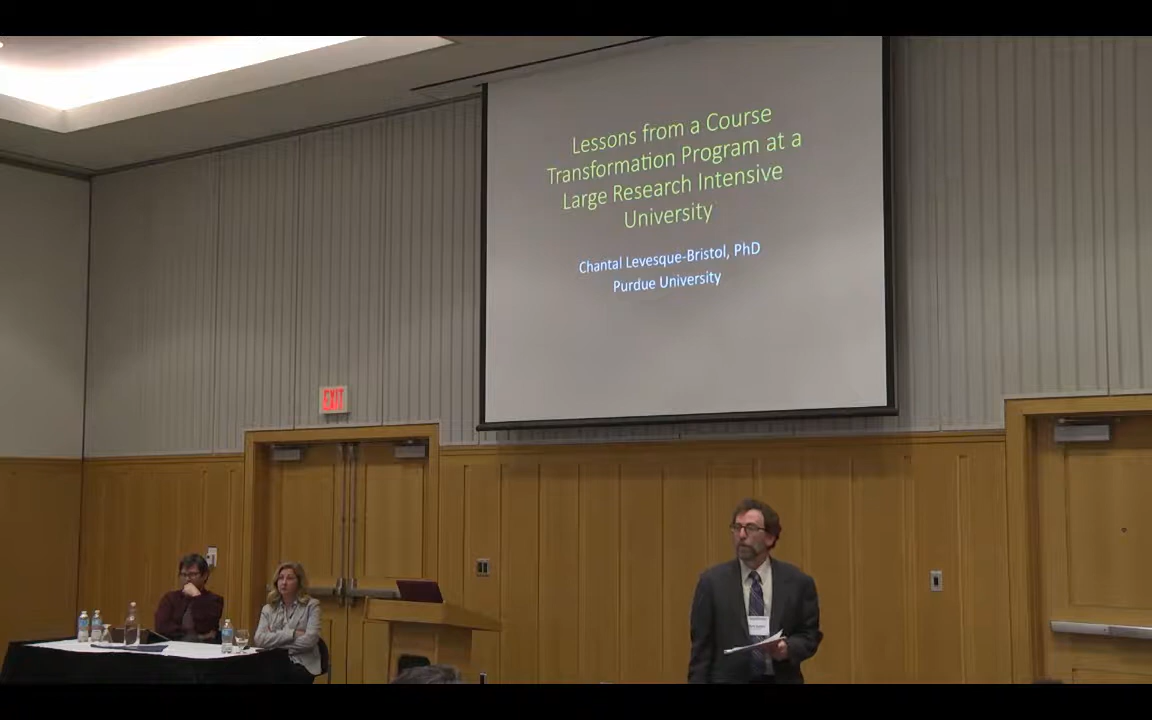 Lessons from a Course
Transformation Program at a
Large Research Intensive
University
Chantal Levesque-Bristol, PhD
Purdue University
EXIT